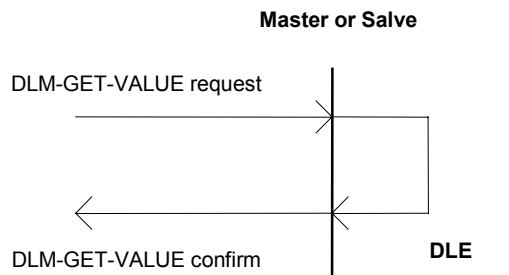 Master or Salve
DLM-GET-VALUE request
DLE
DLM-GET-VALUE confirm